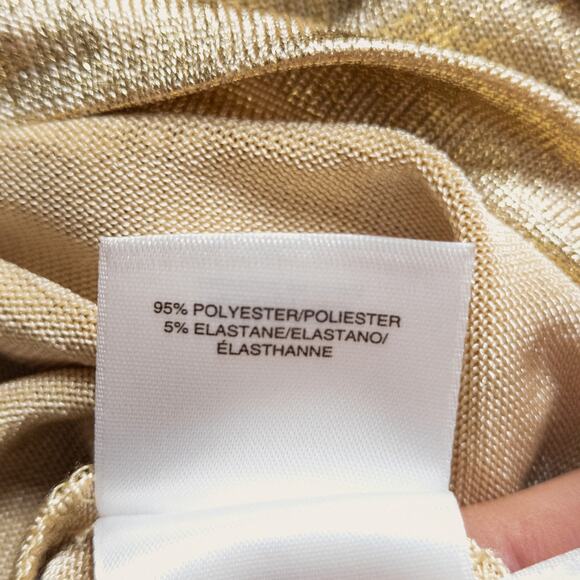 95% POLYESTER/POLIESTER
5% ELASTANE/ELASTANO/
ÉLASTHANNE